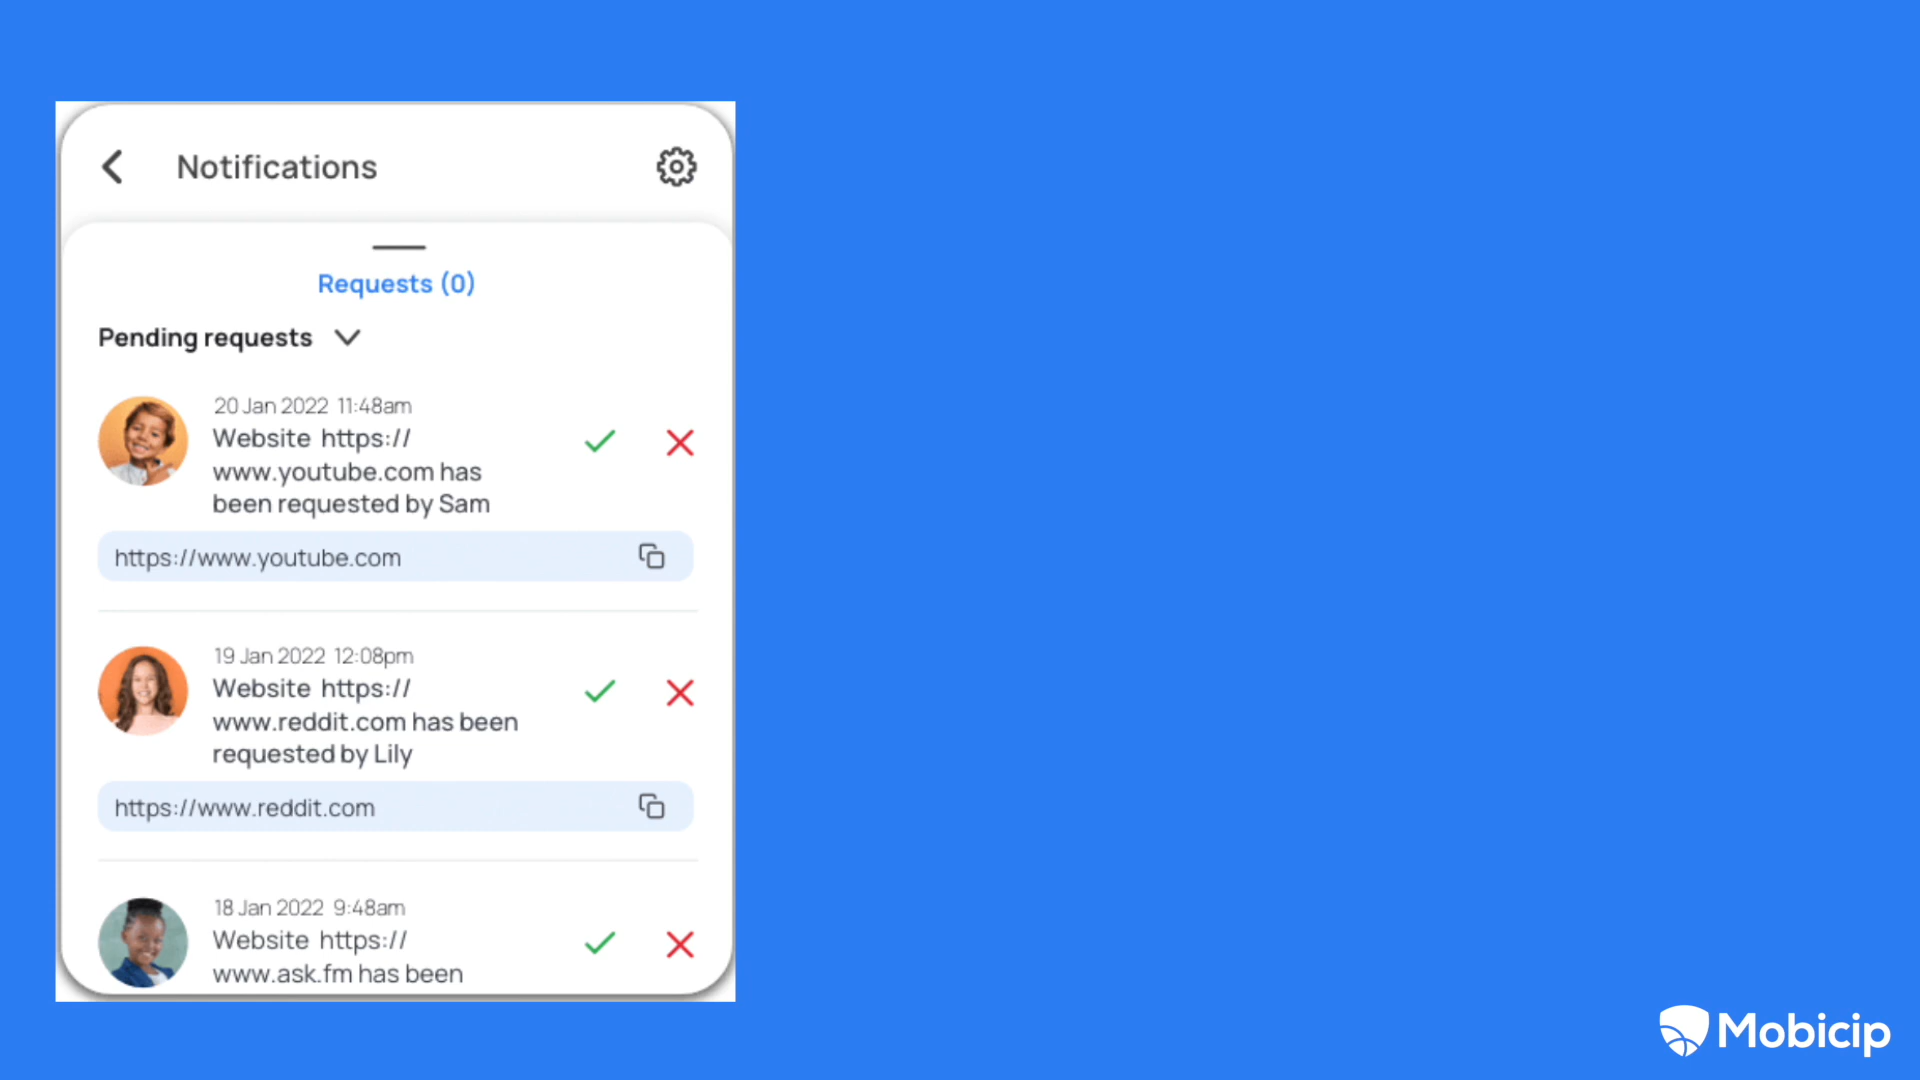 Notifications
Requests (0)
Pending requests
20 Jan 2022 11:48am
Website https://
www.youtube.com has
been requested by Sam
https://www.youtube.com
19 Jan 2022 12:08pm
Website https://
www.reddit.com has been
requested by Lily
https://www.reddit.com
18 Jan 2022 9:48am
Website https://
www.ask.fm has been
Mobicip